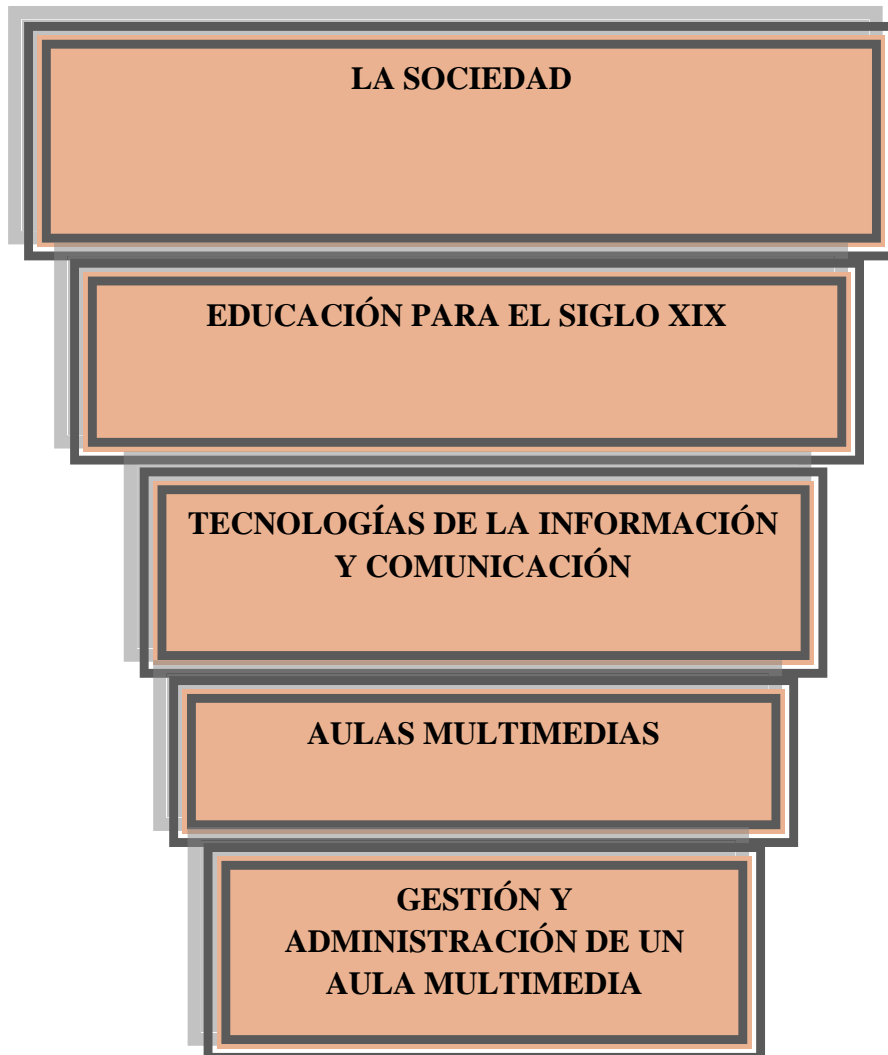 LA SOCIEDAD
EDUCACIÓN PARA EL SIGLO XIX
TECNOLOGÍAS DE LA INFORMACIÓN
Y COMUNICACIÓN
AULAS MULTIMEDIAS
GESTIÓN Y
ADMINISTRACIÓN DE UN
AULA MULTIMEDIA